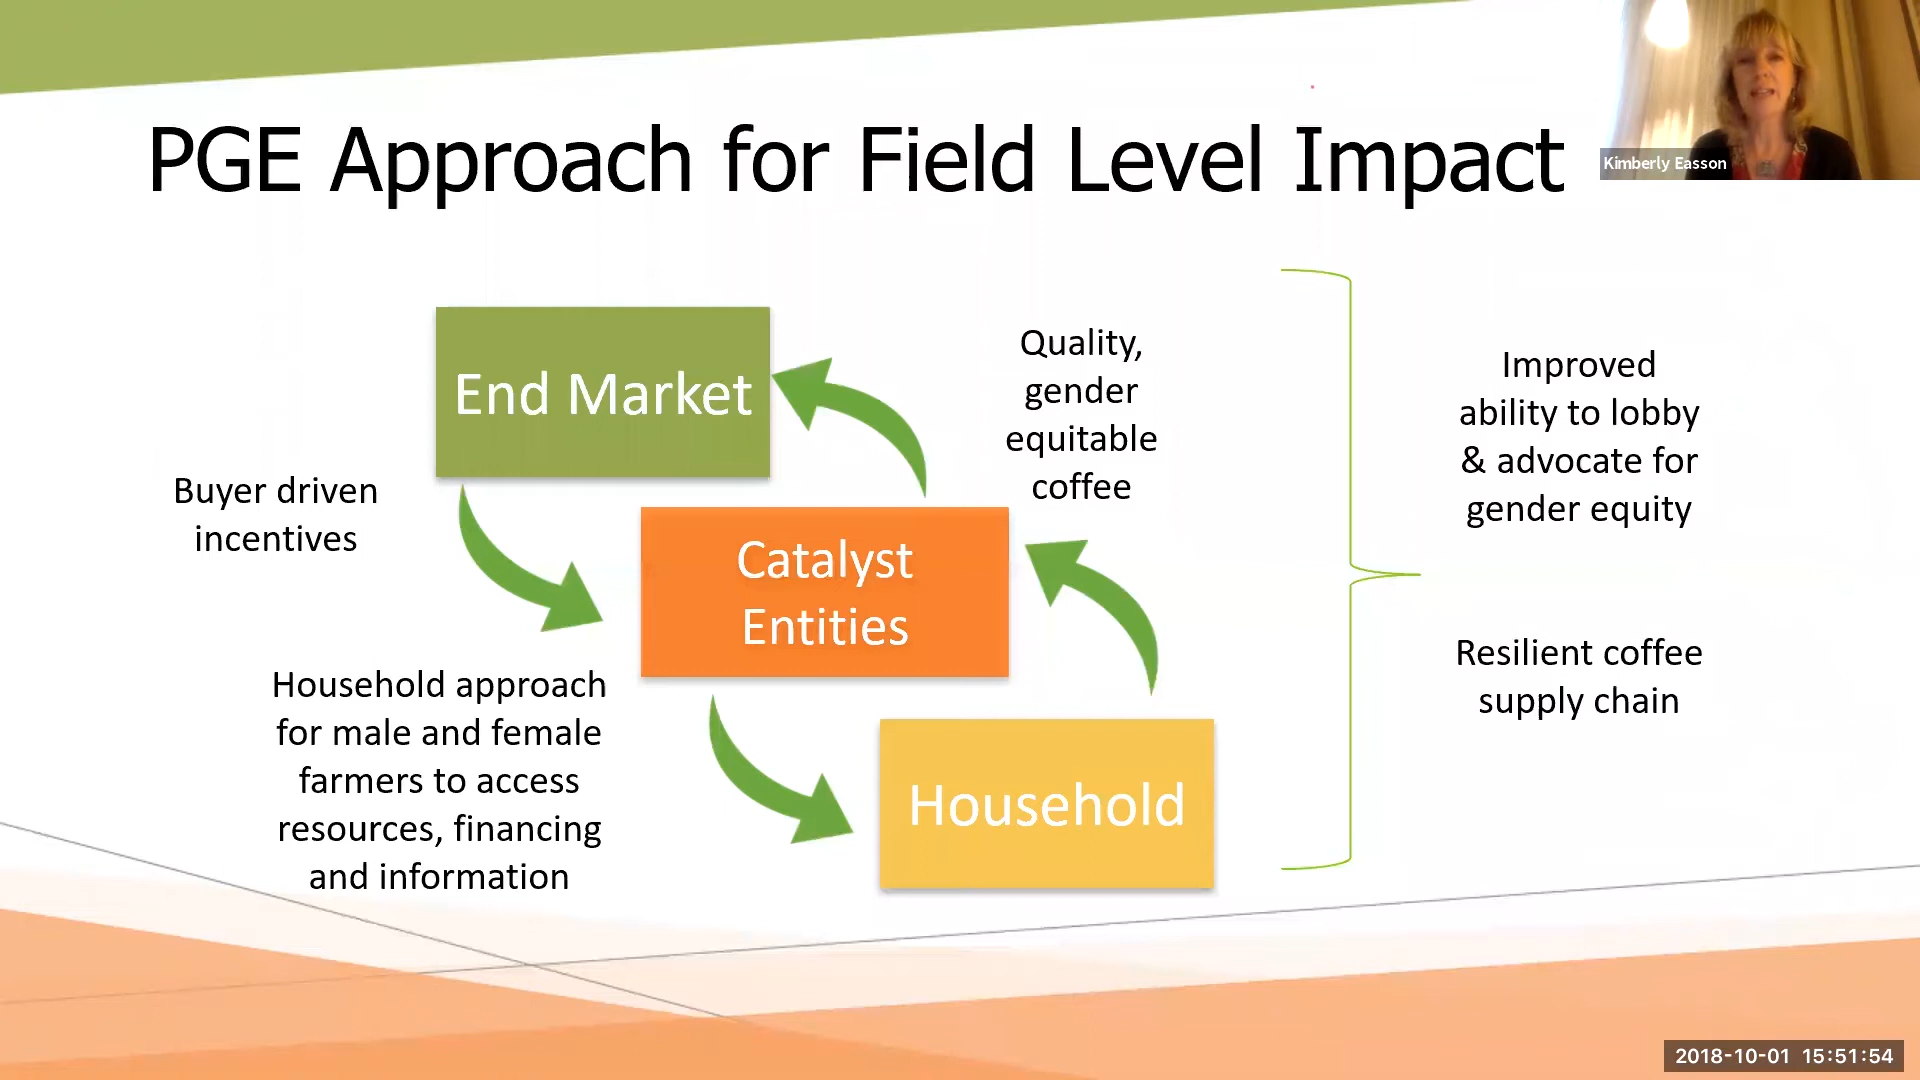 PGE Approach for Field Level Impact
Kimberly Easson
End Market
Quality,
gender
equitable
coffee
Buyer driven
incentives
Catalyst
Entities
Household approach
for male and female
farmers to access
resources, financing
and information
Household
Improved
ability to lobby
& advocate for
gender equity
Resilient coffee
supply chain
2018-10-01 15:51:54